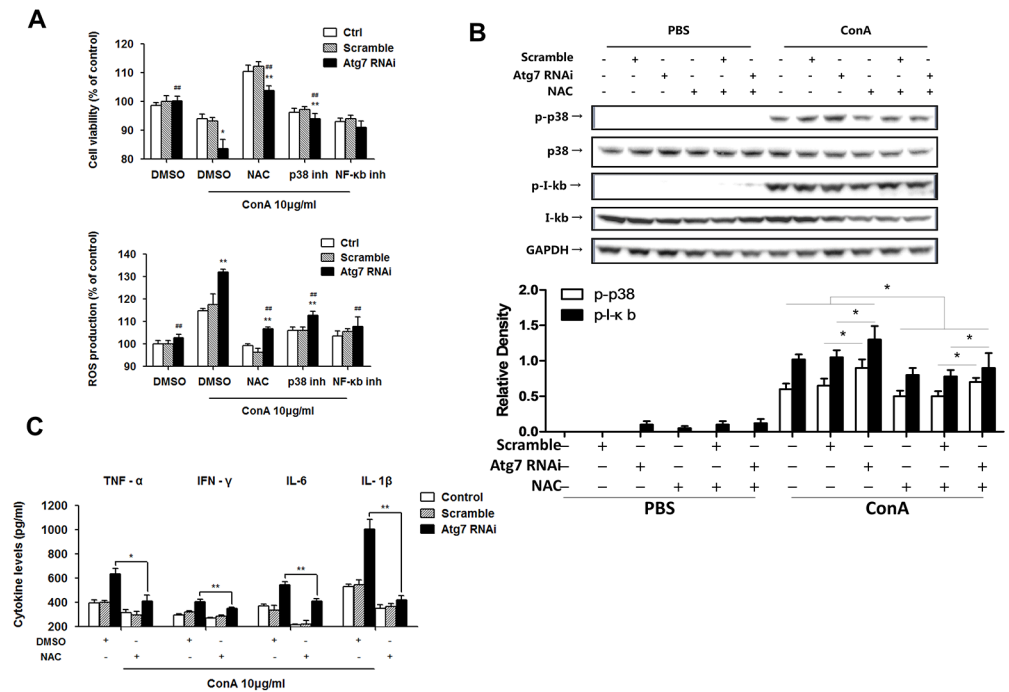 A
Ctrl
Scramble
Atg7 RNAi
Cell viability (% of control)
120
110
100
90
80
## * ## ** ## **
DMSO DMSO NAC p38 inh NF-κb inh
ConA 10μg/ml
Ctrl
Scramble
Atg7 RNAi
ROS production (% of control)
140
130
120
110
100
90
## ** ## ** ## ** ##
DMSO DMSO NAC p38 inh NF-κb inh
ConA 10μg/ml
B
PBS ConA
Scramble - + - - + - - + - - + -
Atg7 RNAi - - + - - + - - + - - +
NAC - - - + + + - - - + + +
p-p38 →
p38 →
p-I-kb →
I-kb →
GAPDH →
p-p38
p-I-κ b
Relative Density
2.0
1.5
1.0
0.5
0.0
* * * * * *
Scramble – + – – + – – + – – + –
Atg7 RNAi – – + – – + – – + – – +
NAC – – – + + + – – – + + +
PBS ConA
C
TNF - α IFN - γ IL-6 IL- 1β
Control
Scramble
Atg7 RNAi
Cytokine levels (pg/ml)
1200
1000
800
600
400
200
* ** ** **
DMSO + - + - + - + -
NAC - + - + - + - +
ConA 10μg/ml